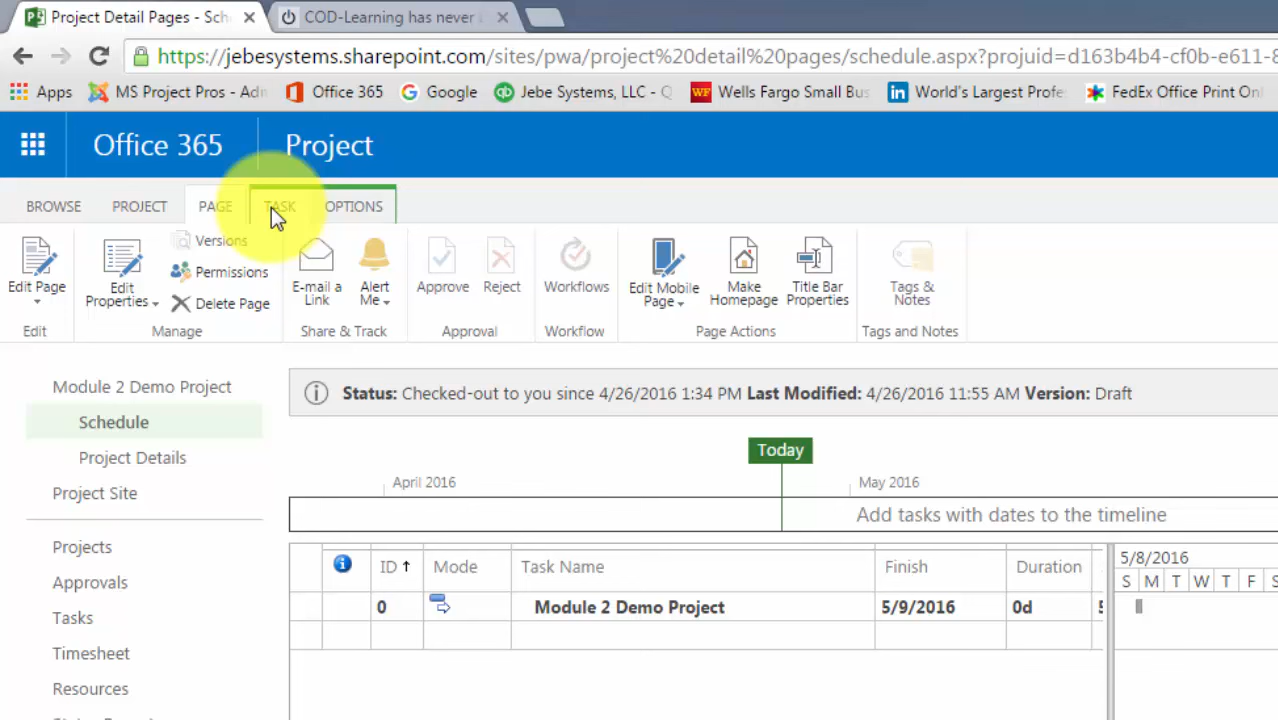 Project Detail Pages - Sch
COD-Learning has never
https://jebesystems.sharepoint.com/sites/pwa/project%20detail%20pages/schedule.aspx?projuid=d163b4b4-cf0b-e611-8
Apps MS Project Pros - Adm Office 365 Google Jebe Systems, LLC - Q Wells Fargo Small Bus World's Largest Profe FedEx Office Print Onl
Office 365 Project
BROWSE PROJECT PAGE TASK OPTIONS
Edit Page
Edit
Edit Properties
Versions
Permissions
Delete Page
Manage
E-mail a Link
Alert Me
Share & Track
Approve
Reject
Approval
Workflows
Workflow
Edit Mobile Page
Make Homepage
Title Bar Properties
Page Actions
Tags & Notes
Tags and Notes
Module 2 Demo Project
Schedule
Project Details
Project Site
Projects
Approvals
Tasks
Timesheet
Resources
Status: Checked-out to you since 4/26/2016 1:34 PM Last Modified: 4/26/2016 11:55 AM Version: Draft
Today
April 2016 May 2016
Add tasks with dates to the timeline
ID Mode Task Name Finish Duration
0 Module 2 Demo Project 5/9/2016 0d 5
5/8/2016
S M T W T F S